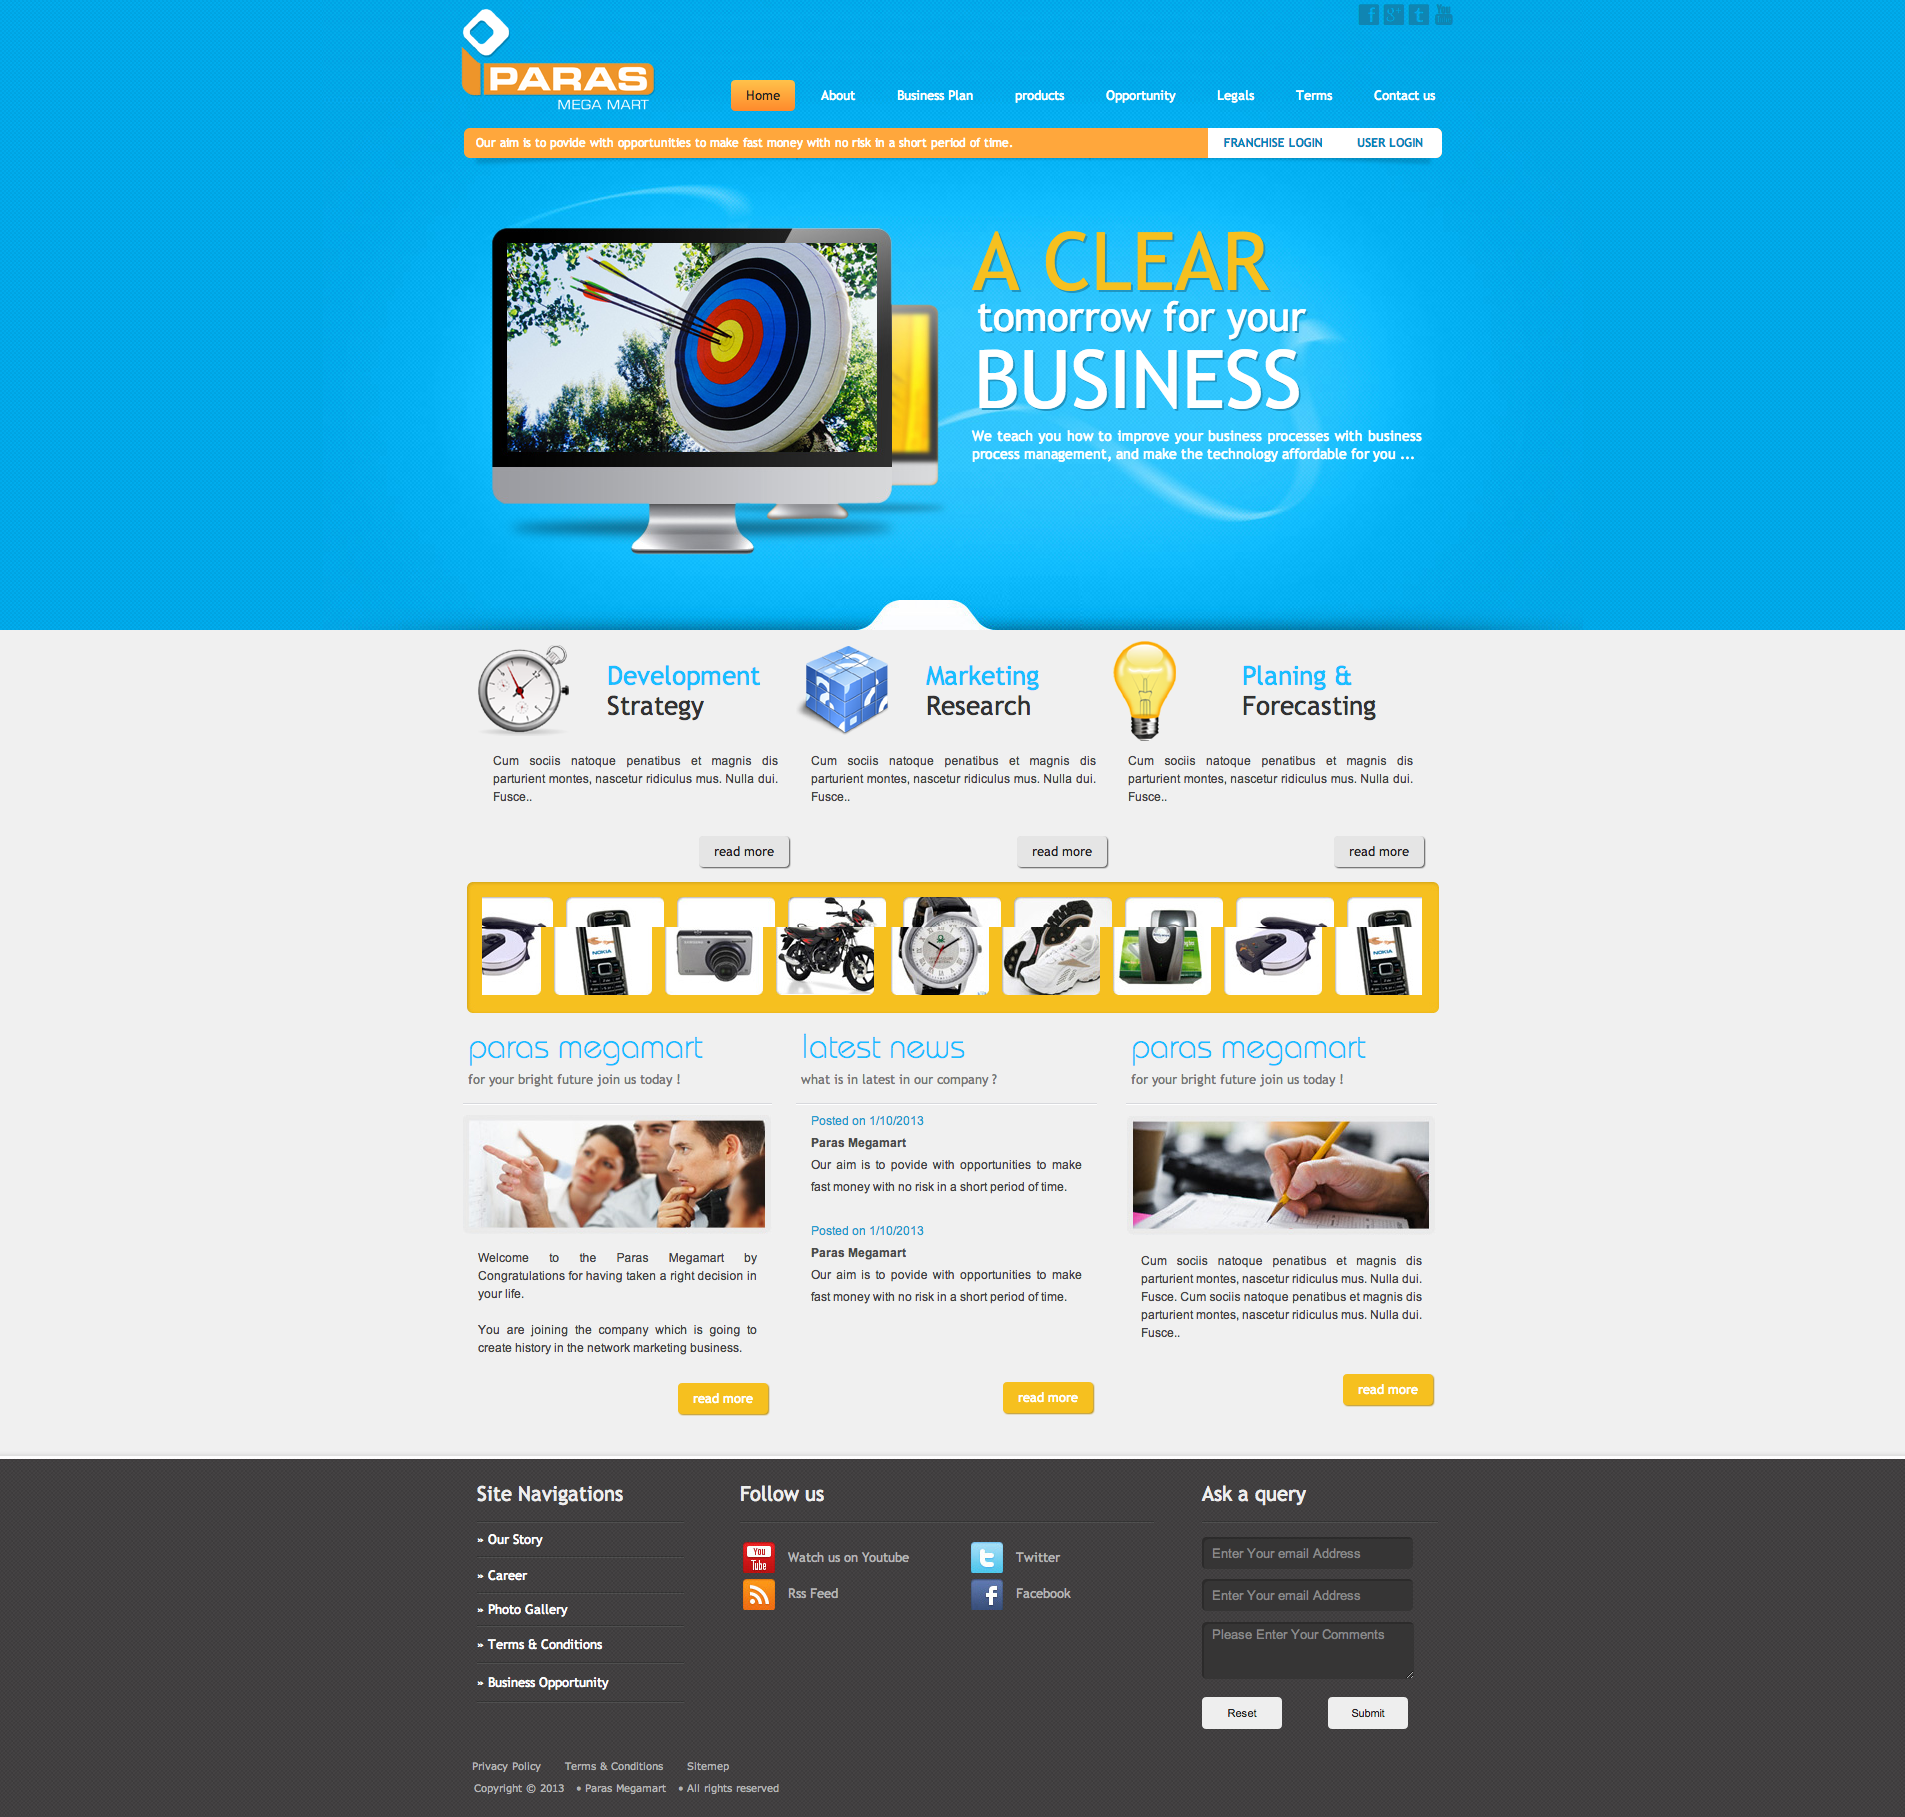 PARAS
MEGA MART
Home About Business Plan products Opportunity Legals Terms Contact us
Our aim is to povide with opportunities to make fast money with no risk in a short period of time.
FRANCHISE LOGIN USER LOGIN
A CLEAR
tomorrow for your
BUSINESS
We teach you how to improve your business processes with business
process management, and make the technology affordable for you ...
Development
Strategy
Cum sociis natoque penatibus et magnis dis
parturient montes, nascetur ridiculus mus. Nulla dui.
Fusce..
read more
Marketing
Research
Cum sociis natoque penatibus et magnis dis
parturient montes, nascetur ridiculus mus. Nulla dui.
Fusce..
read more
Planing &
Forecasting
Cum sociis natoque penatibus et magnis dis
parturient montes, nascetur ridiculus mus. Nulla dui.
Fusce..
read more
NOKIA
NOKIA
paras megamart
for your bright future join us today !
Welcome to the Paras Megamart by
Congratulations for having taken a right decision in
your life.
You are joining the company which is going to
create history in the network marketing business.
read more
latest news
what is in latest in our company ?
Posted on 1/10/2013
Paras Megamart
Our aim is to povide with opportunities to make
fast money with no risk in a short period of time.
Posted on 1/10/2013
Paras Megamart
Our aim is to povide with opportunities to make
fast money with no risk in a short period of time.
read more
paras megamart
for your bright future join us today !
Cum sociis natoque penatibus et magnis dis
parturient montes, nascetur ridiculus mus. Nulla dui.
Fusce. Cum sociis natoque penatibus et magnis dis
parturient montes, nascetur ridiculus mus. Nulla dui.
Fusce..
read more
Site Navigations
» Our Story
» Career
» Photo Gallery
» Terms & Conditions
» Business Opportunity
Follow us
You
Tube
Watch us on Youtube
Twitter
Rss Feed
Facebook
Ask a query
Enter Your email Address
Enter Your email Address
Please Enter Your Comments
Reset Submit
Privacy Policy Terms & Conditions Sitemep
Copyright © 2013 • Paras Megamart • All rights reserved